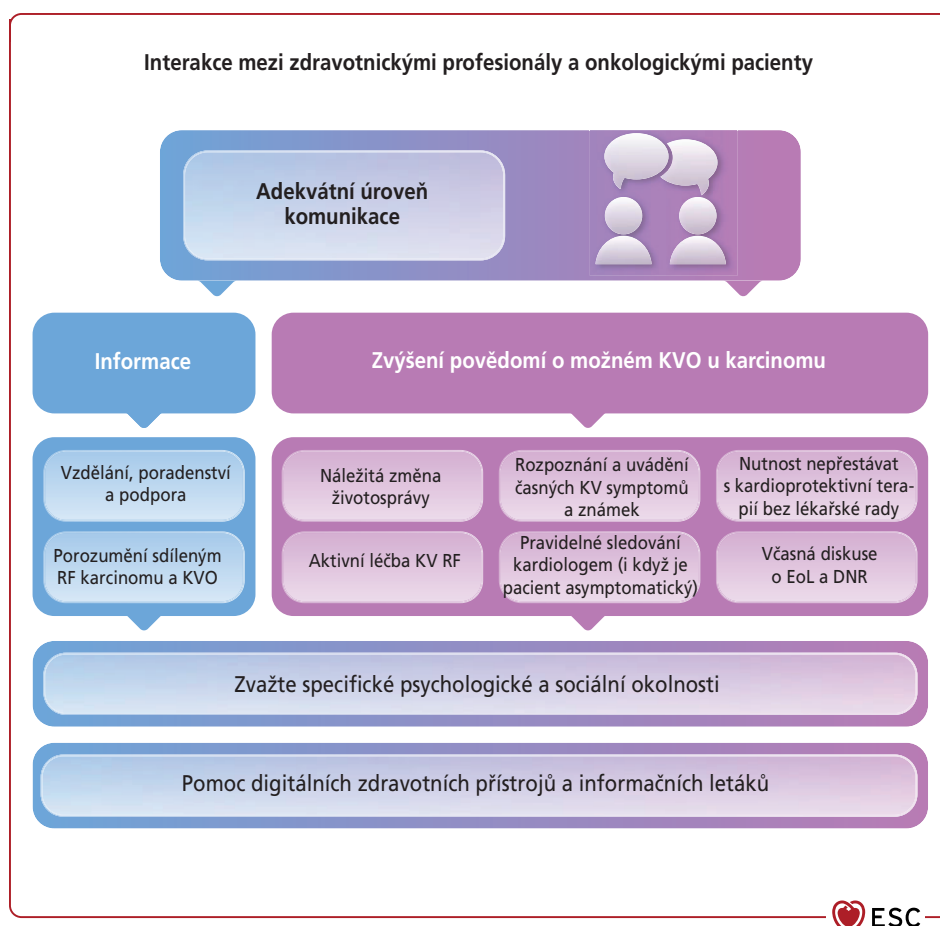 Interakce mezi zdravotnickými profesionály a onkologickými pacienty
Adekvátní úroveň
komunikace
Informace
Zvýšení povědomí o možném KVO u karcinomu
Vzdělání, poradenství
a podpora
Porozumění sdíleným
RF karcinomu a KVO
Náležitá změna
životosprávy
Rozpoznání a uvádění
časných KV symptomů
a známek
Nutnost nepřestávat
s kardioprotektivní tera-
pií bez lékařské rady
Aktivní léčba KV RF
Pravidelné sledování
kardiologem (i když je
pacient asymptomatický)
Včasná diskuse
o EoL a DNR
Zvažte specifické psychologické a sociální okolnosti
Pomoc digitálních zdravotních přístrojů a informačních letáků
ESC